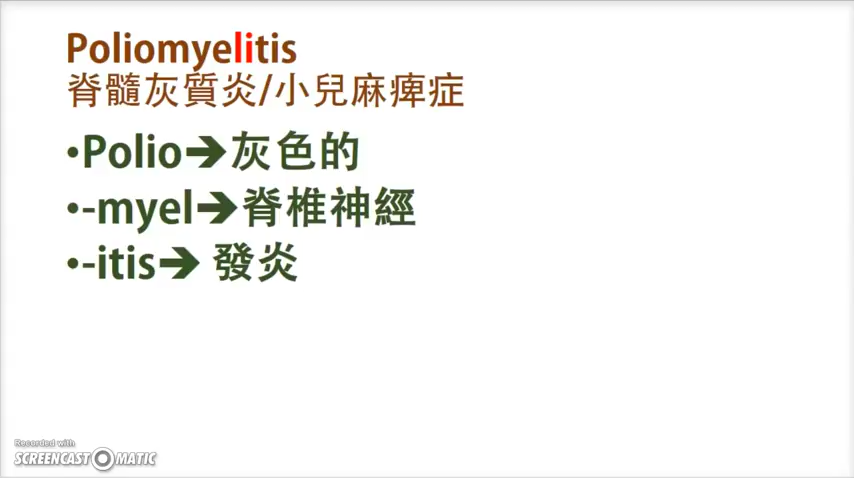 Poliomyelitis
脊髓灰質炎/小兒麻痺症
•Polio➔灰色的
•-myel➔脊椎神經
•-itis➔ 發炎
Recorded with
SCREENCAST-O-MATIC